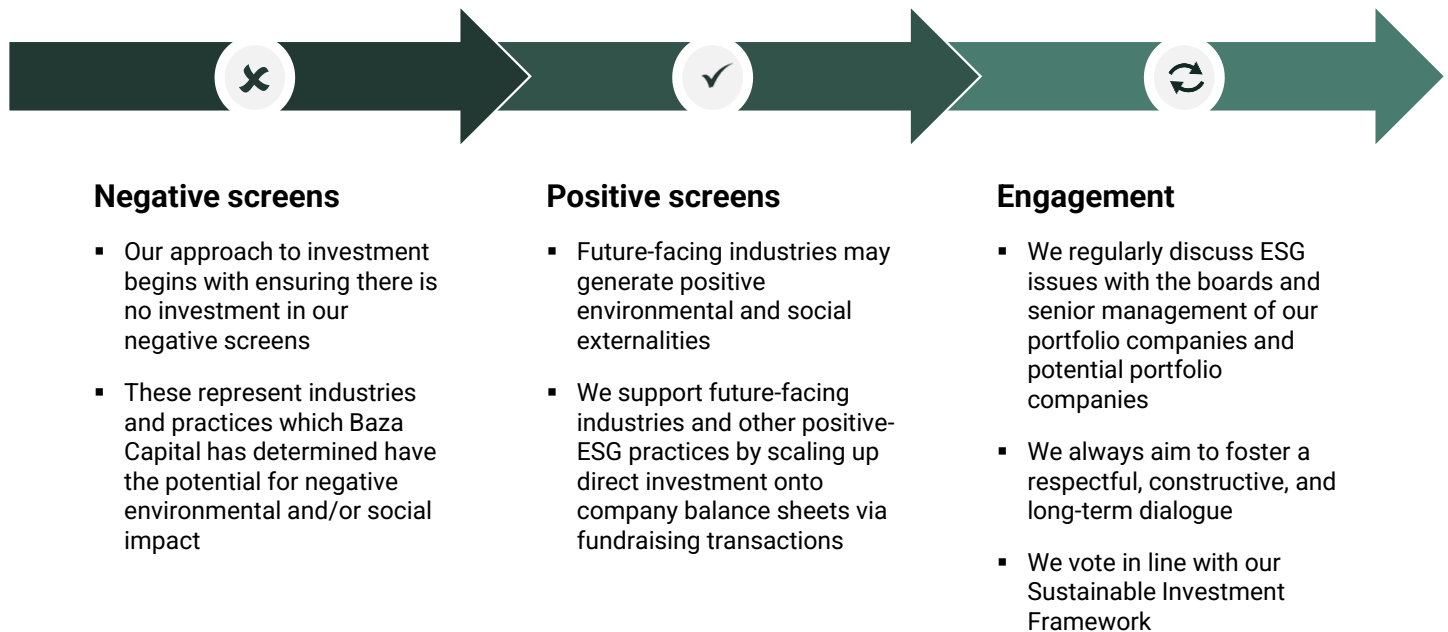 Negative screens
▪ Our approach to investment
begins with ensuring there is
no investment in our
negative screens
▪ These represent industries
and practices which Baza
Capital has determined have
the potential for negative
environmental and/or social
impact
Positive screens
▪ Future-facing industries may
generate positive
environmental and social
externalities
▪ We support future-facing
industries and other positive-
ESG practices by scaling up
direct investment onto
company balance sheets via
fundraising transactions
Engagement
▪ We regularly discuss ESG
issues with the boards and
senior management of our
portfolio companies and
potential portfolio
companies
▪ We always aim to foster a
respectful, constructive, and
long-term dialogue
▪ We vote in line with our
Sustainable Investment
Framework